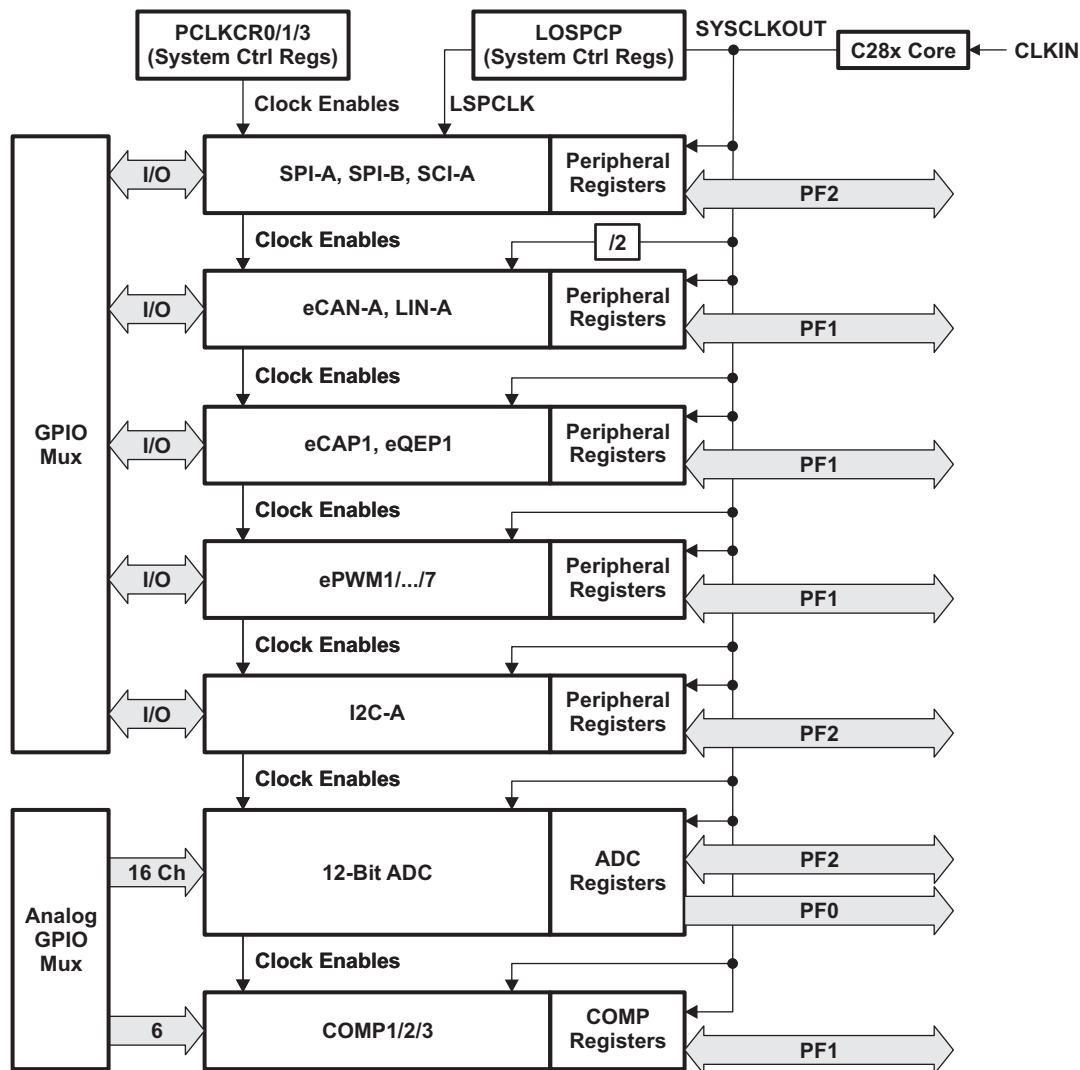 PCLKCR0/1/3
(System Ctrl Regs)
LOSPCP
(System Ctrl Regs)
SYSCLKOUT
C28x Core
CLKIN
Clock Enables
LSPCLK
I/O
SPI-A, SPI-B, SCI-A
Peripheral
Registers
PF2
Clock Enables
/2
I/O
eCAN-A, LIN-A
Peripheral
Registers
PF1
Clock Enables
GPIO
Mux
I/O
eCAP1, eQEP1
Peripheral
Registers
PF1
Clock Enables
I/O
ePWM1/.../7
Peripheral
Registers
PF1
Clock Enables
I/O
I2C-A
Peripheral
Registers
PF2
Clock Enables
16 Ch
12-Bit ADC
ADC
Registers
PF2
PF0
Analog
GPIO
Mux
Clock Enables
6
COMP1/2/3
COMP
Registers
PF1